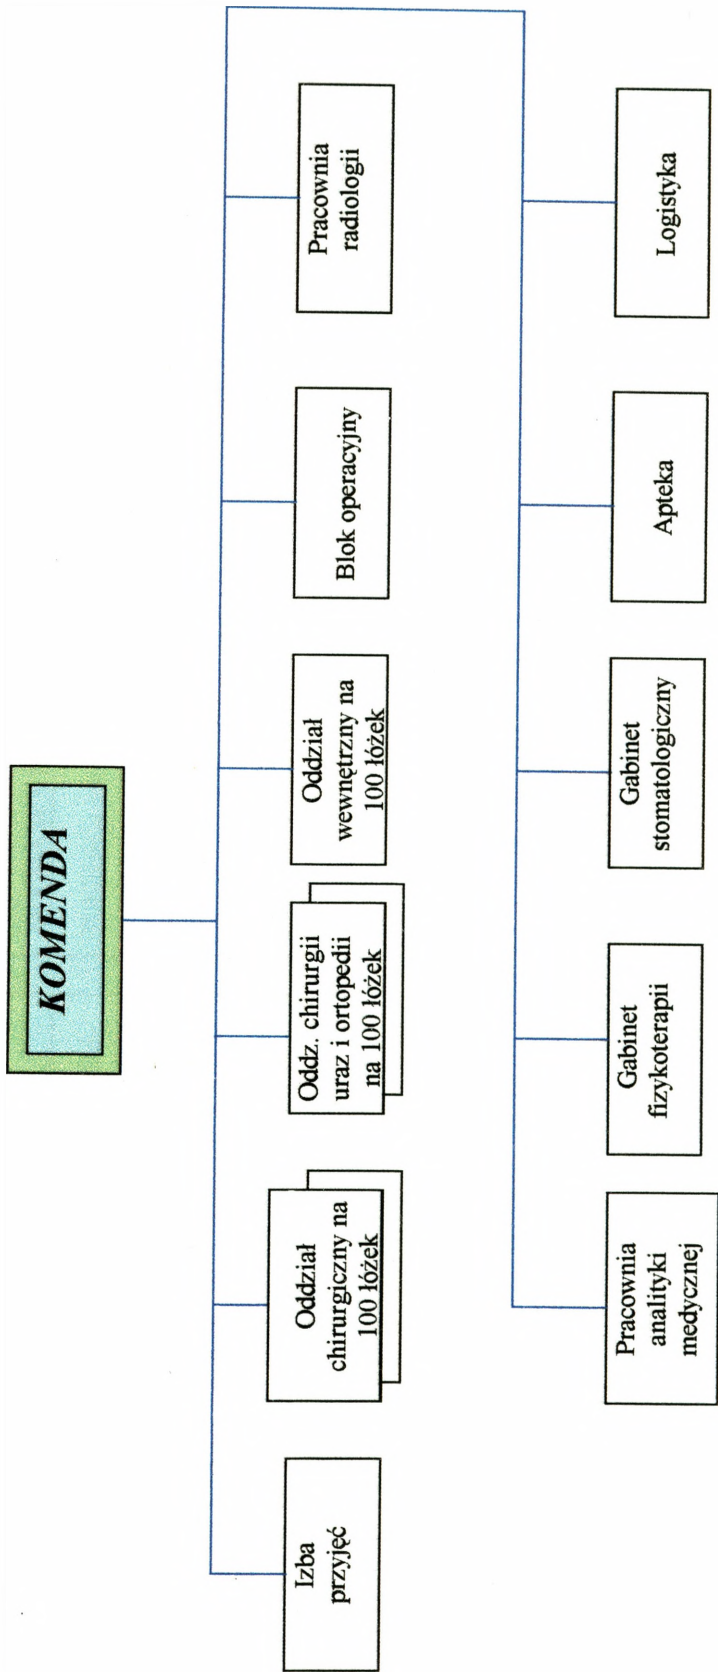 KOMENDA
Izba
przyjęć
Oddział
chirurgiczny na
100 łóżek
Oddz. chirurgii
uraz i ortopedii
na 100 łóżek
Oddział
wewnętrzny na
100 łóżek
Blok operacyjny
Pracownia
radiologii
Pracownia
analityki
medycznej
Gabinet
fizykoterapii
Gabinet
stomatologiczny
Apteka
Logistyka